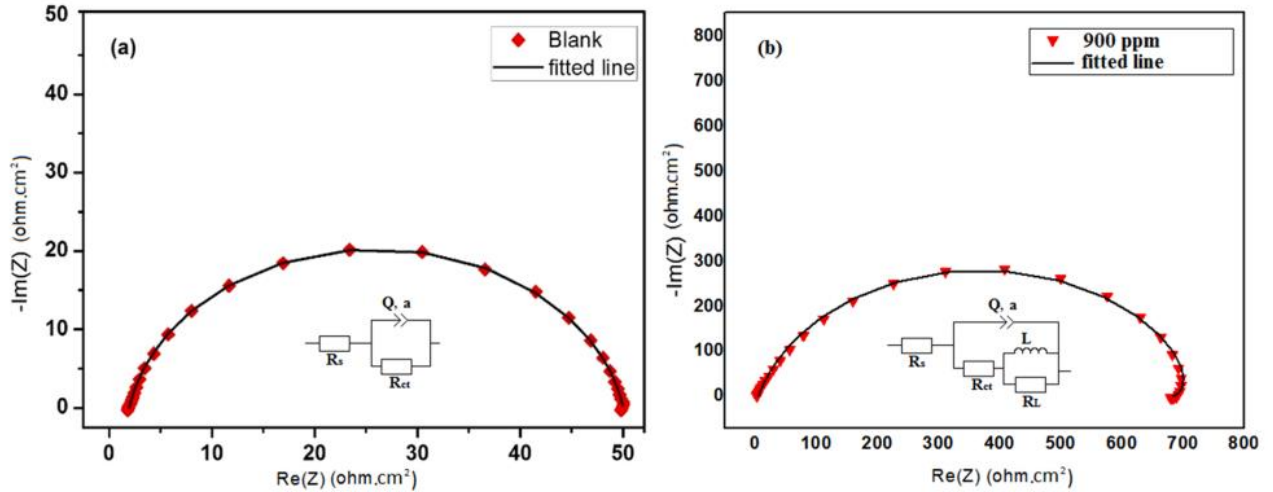 (a)
Blank
fitted line
50
40
30
20
10
0
-Im(Z) (ohm.cm²)
Q, a
Rs
Rct
0 10 20 30 40 50
Re(Z) (ohm.cm²)
(b)
900 ppm
fitted line
800
700
600
500
400
300
200
100
0
-Im(Z) (ohm.cm²)
Q, a
L
Rs
Rct
RL
0 100 200 300 400 500 600 700 800
Re(Z) (ohm.cm²)